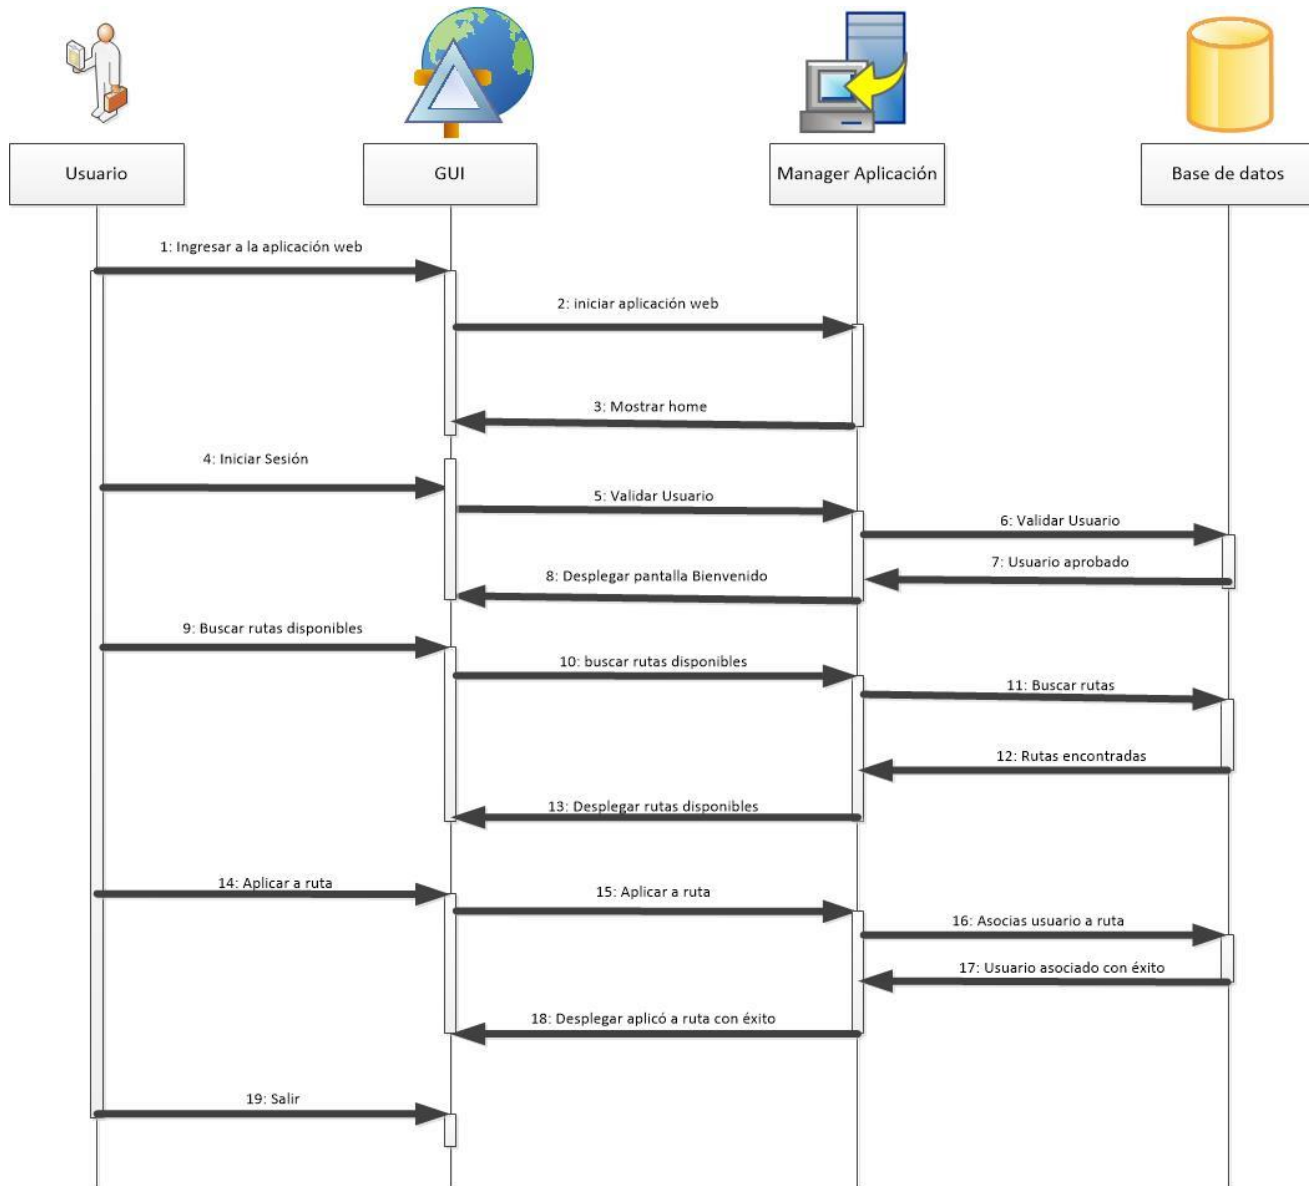 Usuario
GUI
Manager Aplicación
Base de datos
1: Ingresar a la aplicación web
2: iniciar aplicación web
3: Mostrar home
4: Iniciar Sesión
5: Validar Usuario
6: Validar Usuario
7: Usuario aprobado
8: Desplegar pantalla Bienvenido
9: Buscar rutas disponibles
10: buscar rutas disponibles
11: Buscar rutas
12: Rutas encontradas
13: Desplegar rutas disponibles
14: Aplicar a ruta
15: Aplicar a ruta
16: Asocias usuario a ruta
17: Usuario asociado con éxito
18: Desplegar aplicó a ruta con éxito
19: Salir